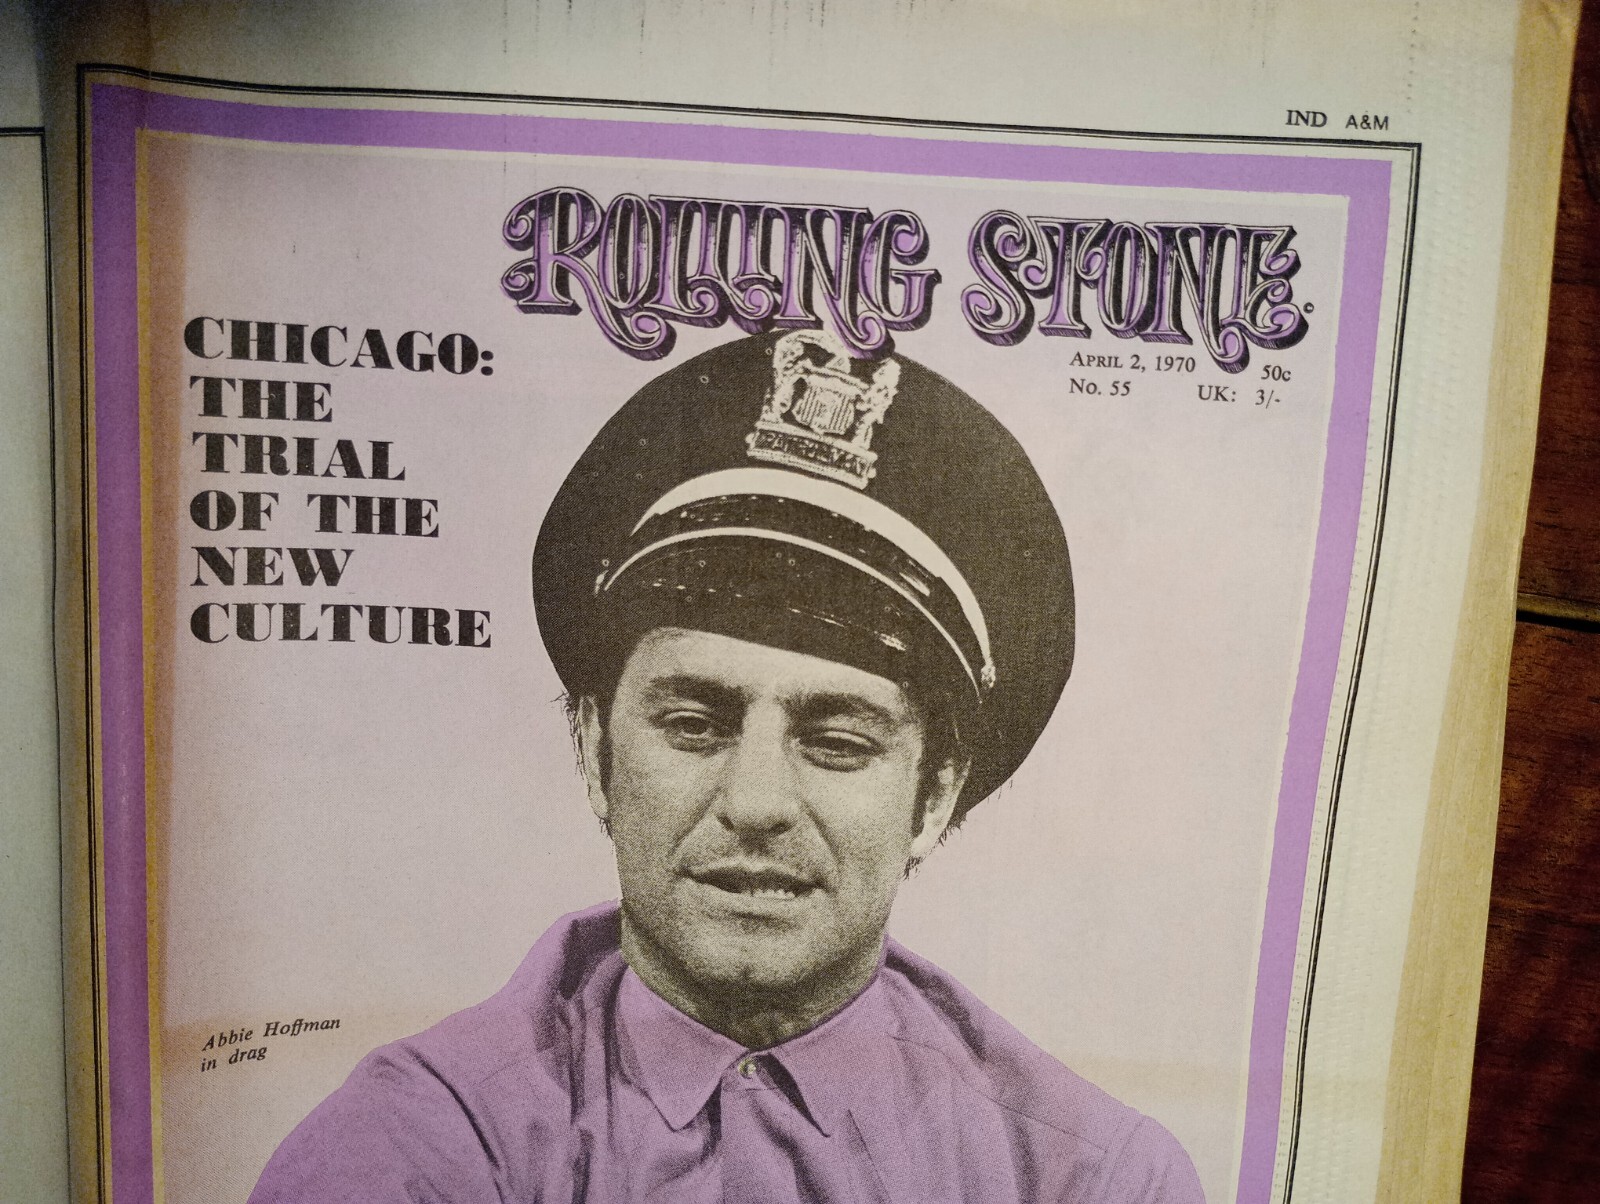 IND A&M
ROLLING STONE.
APRIL 2, 1970 50c
No. 55 UK: 3/-
CHICAGO:
THE
TRIAL
OF THE
NEW
CULTURE
PATROLMAN
Abbie Hoffman
in drag